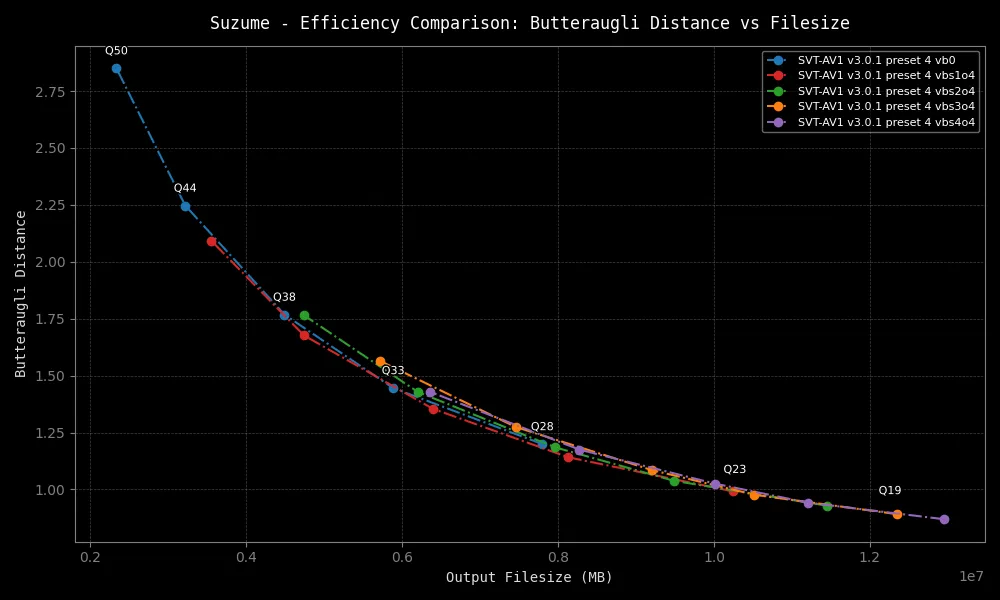 Suzume - Efficiency Comparison: Butteraugli Distance vs Filesize
SVT-AV1 v3.0.1 preset 4 vb0
SVT-AV1 v3.0.1 preset 4 vbs1o4
SVT-AV1 v3.0.1 preset 4 vbs2o4
SVT-AV1 v3.0.1 preset 4 vbs3o4
SVT-AV1 v3.0.1 preset 4 vbs4o4
Butteraugli Distance
2.75
2.50
2.25
2.00
1.75
1.50
1.25
1.00
Q50
Q44
Q38
Q33
Q28
Q23
Q19
0.2
0.4
0.6
0.8
1.0
1.2
1e7
Output Filesize (MB)